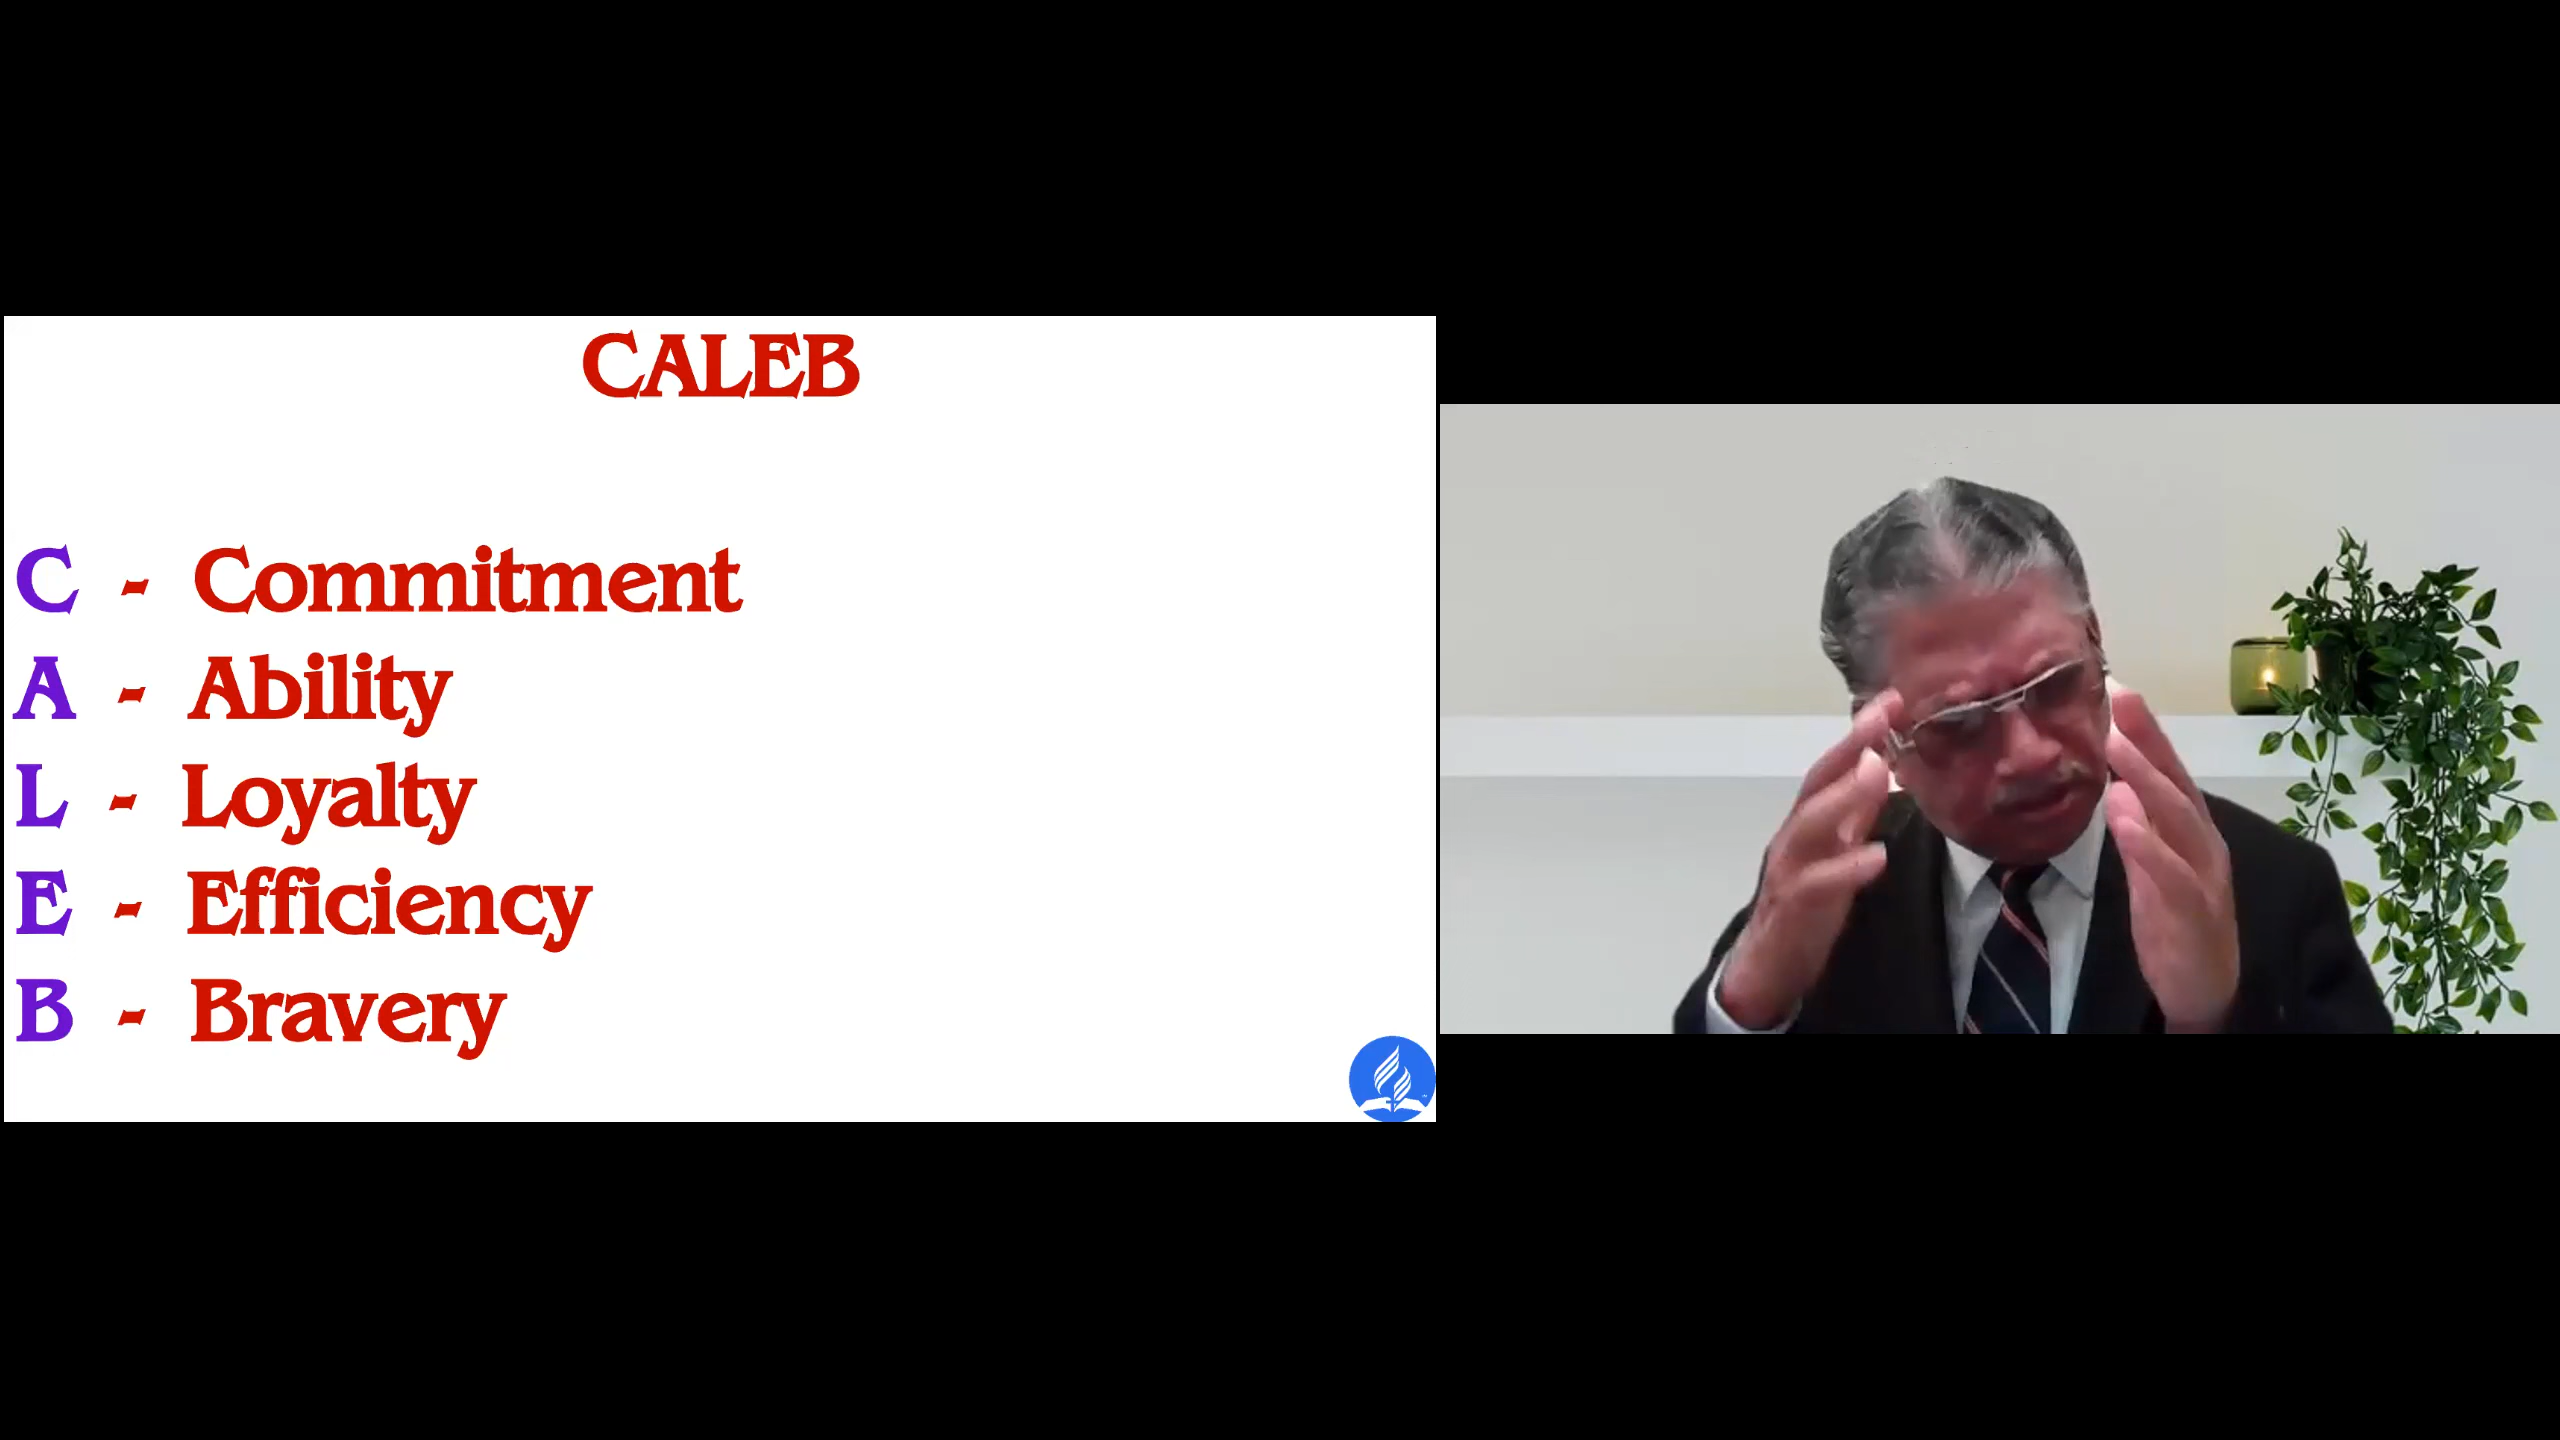 CALEB
C - Commitment
A - Ability
L - Loyalty
E - Efficiency
B - Bravery